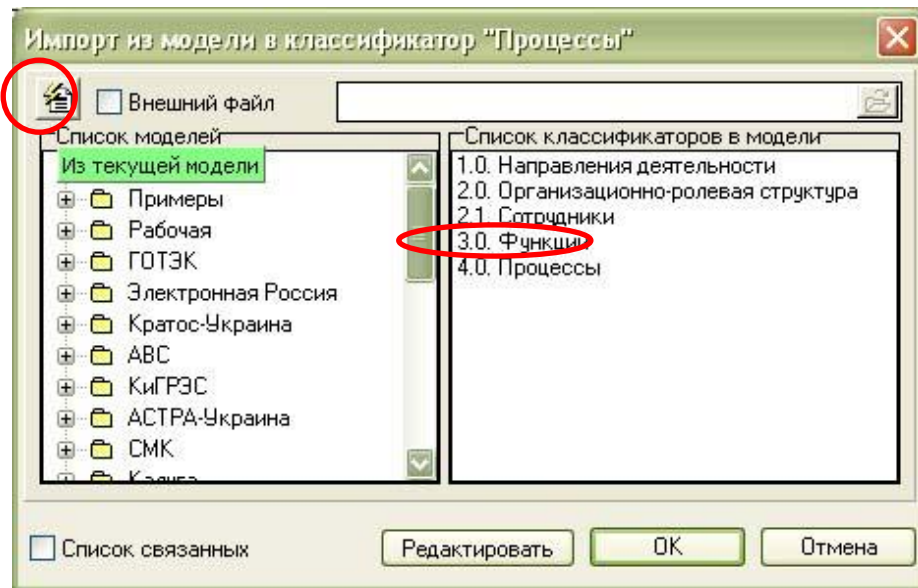 Импорт из модели в классификатор "Процессы"
Внешний файл
Список моделей
Из текущей модели
Примеры
Рабочая
ГОТЭК
Электронная Россия
Кратос-Украина
АВС
КиГРЭС
АСТРА-Украина
СМК
Калуга
Список классификаторов в модели
1.0. Направления деятельности
2.0. Организационно-ролевая структура
2.1. Сотрудники
3.0. Функции
4.0. Процессы
Список связанных
Редактировать
OK
Отмена